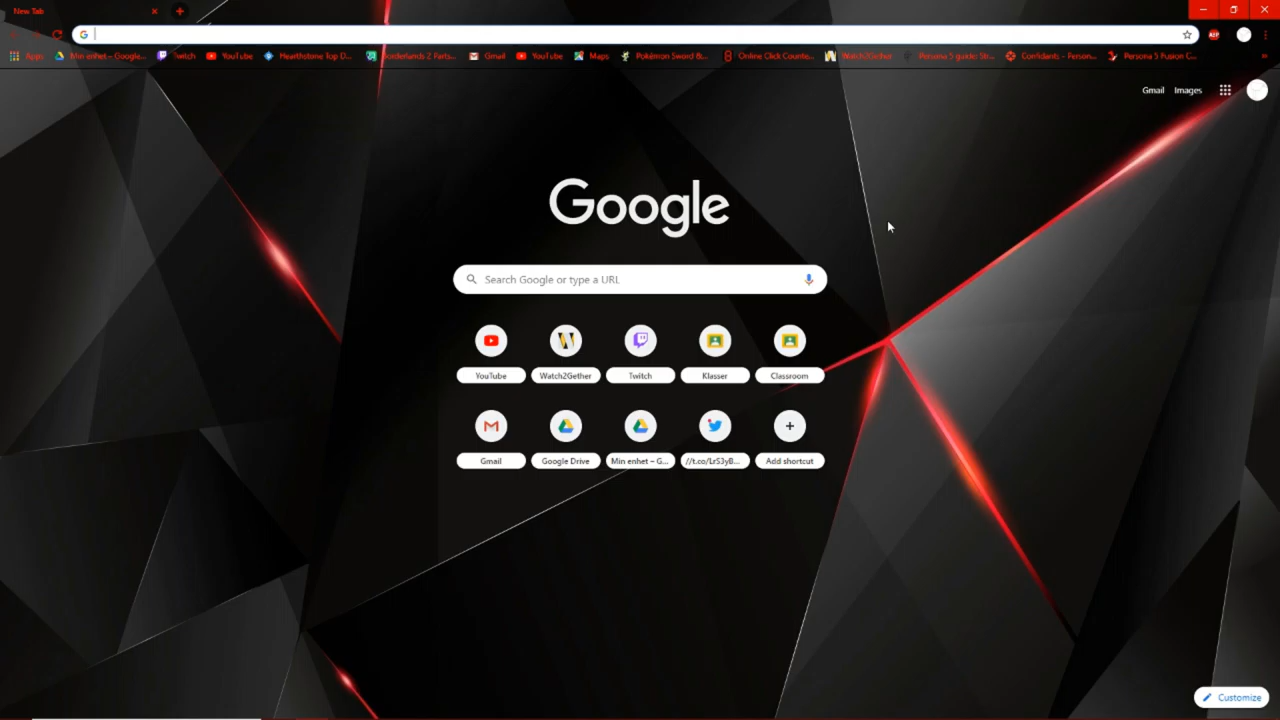 New Tab
Apps Min enhet – Google... Twitch YouTube Hearthstone Top D... Borderlands 2 Parts... Gmail YouTube Maps Pokémon Sword &... Online Click Counte... Watch2Gether Persona 5 guide: Str... Confidants - Person... Persona 5 Fusion C... »
Gmail Images
Google
Search Google or type a URL
YouTube Watch2Gether Twitch Klasser Classroom
Gmail Google Drive Min enhet – G... //t.co/LrS3yB... Add shortcut
Customize